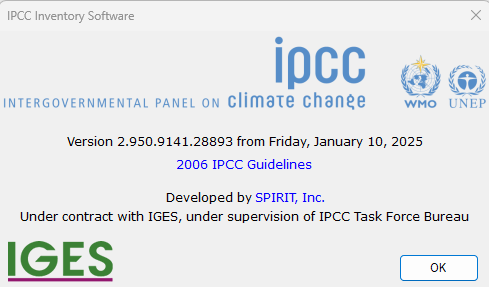 IPCC Inventory Software
ipcc
INTERGOVERNMENTAL PANEL ON climate change
WMO
UNEP
Version 2.950.9141.28893 from Friday, January 10, 2025
2006 IPCC Guidelines
Developed by SPIRIT, Inc.
Under contract with IGES, under supervision of IPCC Task Force Bureau
IGES
OK